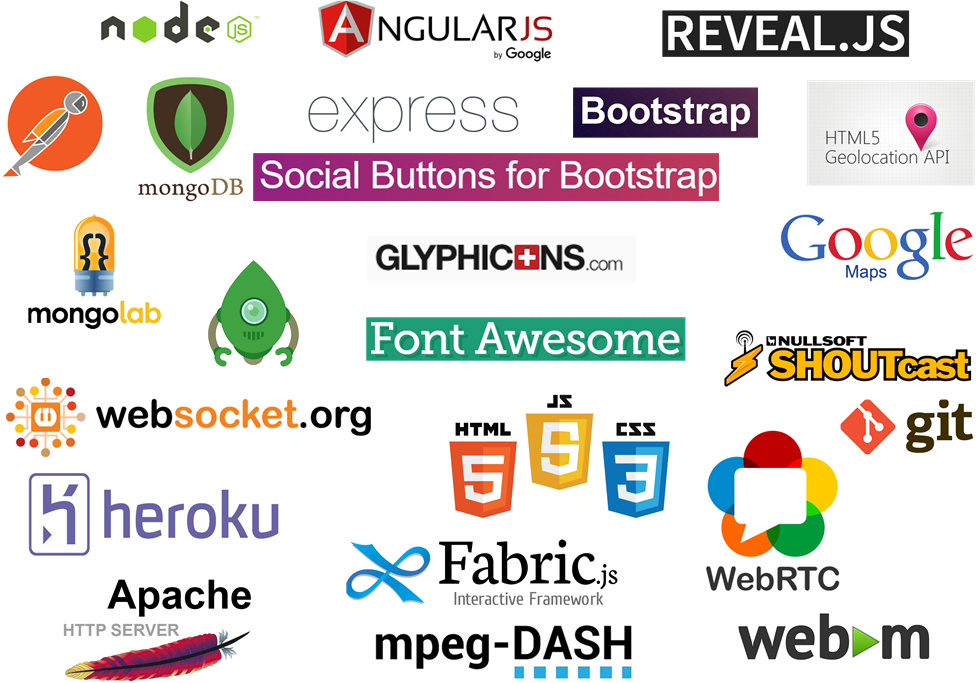 node
JS
ANGULARJS
by Google
REVEAL.JS
express
Bootstrap
HTML5
Geolocation API
mongoDB
Social Buttons for Bootstrap
Google
Maps
{}
mongolab
GLYPHICONS.com
Font Awesome
NULLSOFT
SHOUTcast
websocket.org
HTML
5
JS
5
CSS
3
git
heroku
Fabric.js
Interactive Framework
WebRTC
Apache
HTTP SERVER
mpeg-DASH
webm